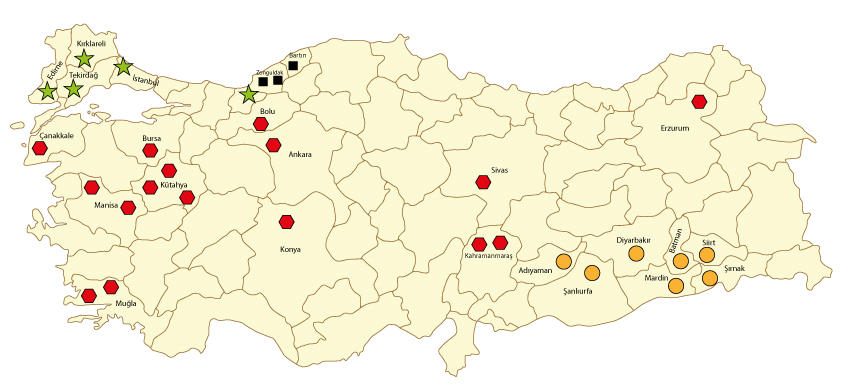 Kırklareli
Edirne
Tekirdağ
İstanbul
Bartın
Zonguldak
Bolu
Çanakkale
Bursa
Ankara
Erzurum
Kütahya
Sivas
Manisa
Konya
Kahramanmaraş
Diyarbakır
Batman
Siirt
Adıyaman
Mardin
Şırnak
Şanlıurfa
Muğla